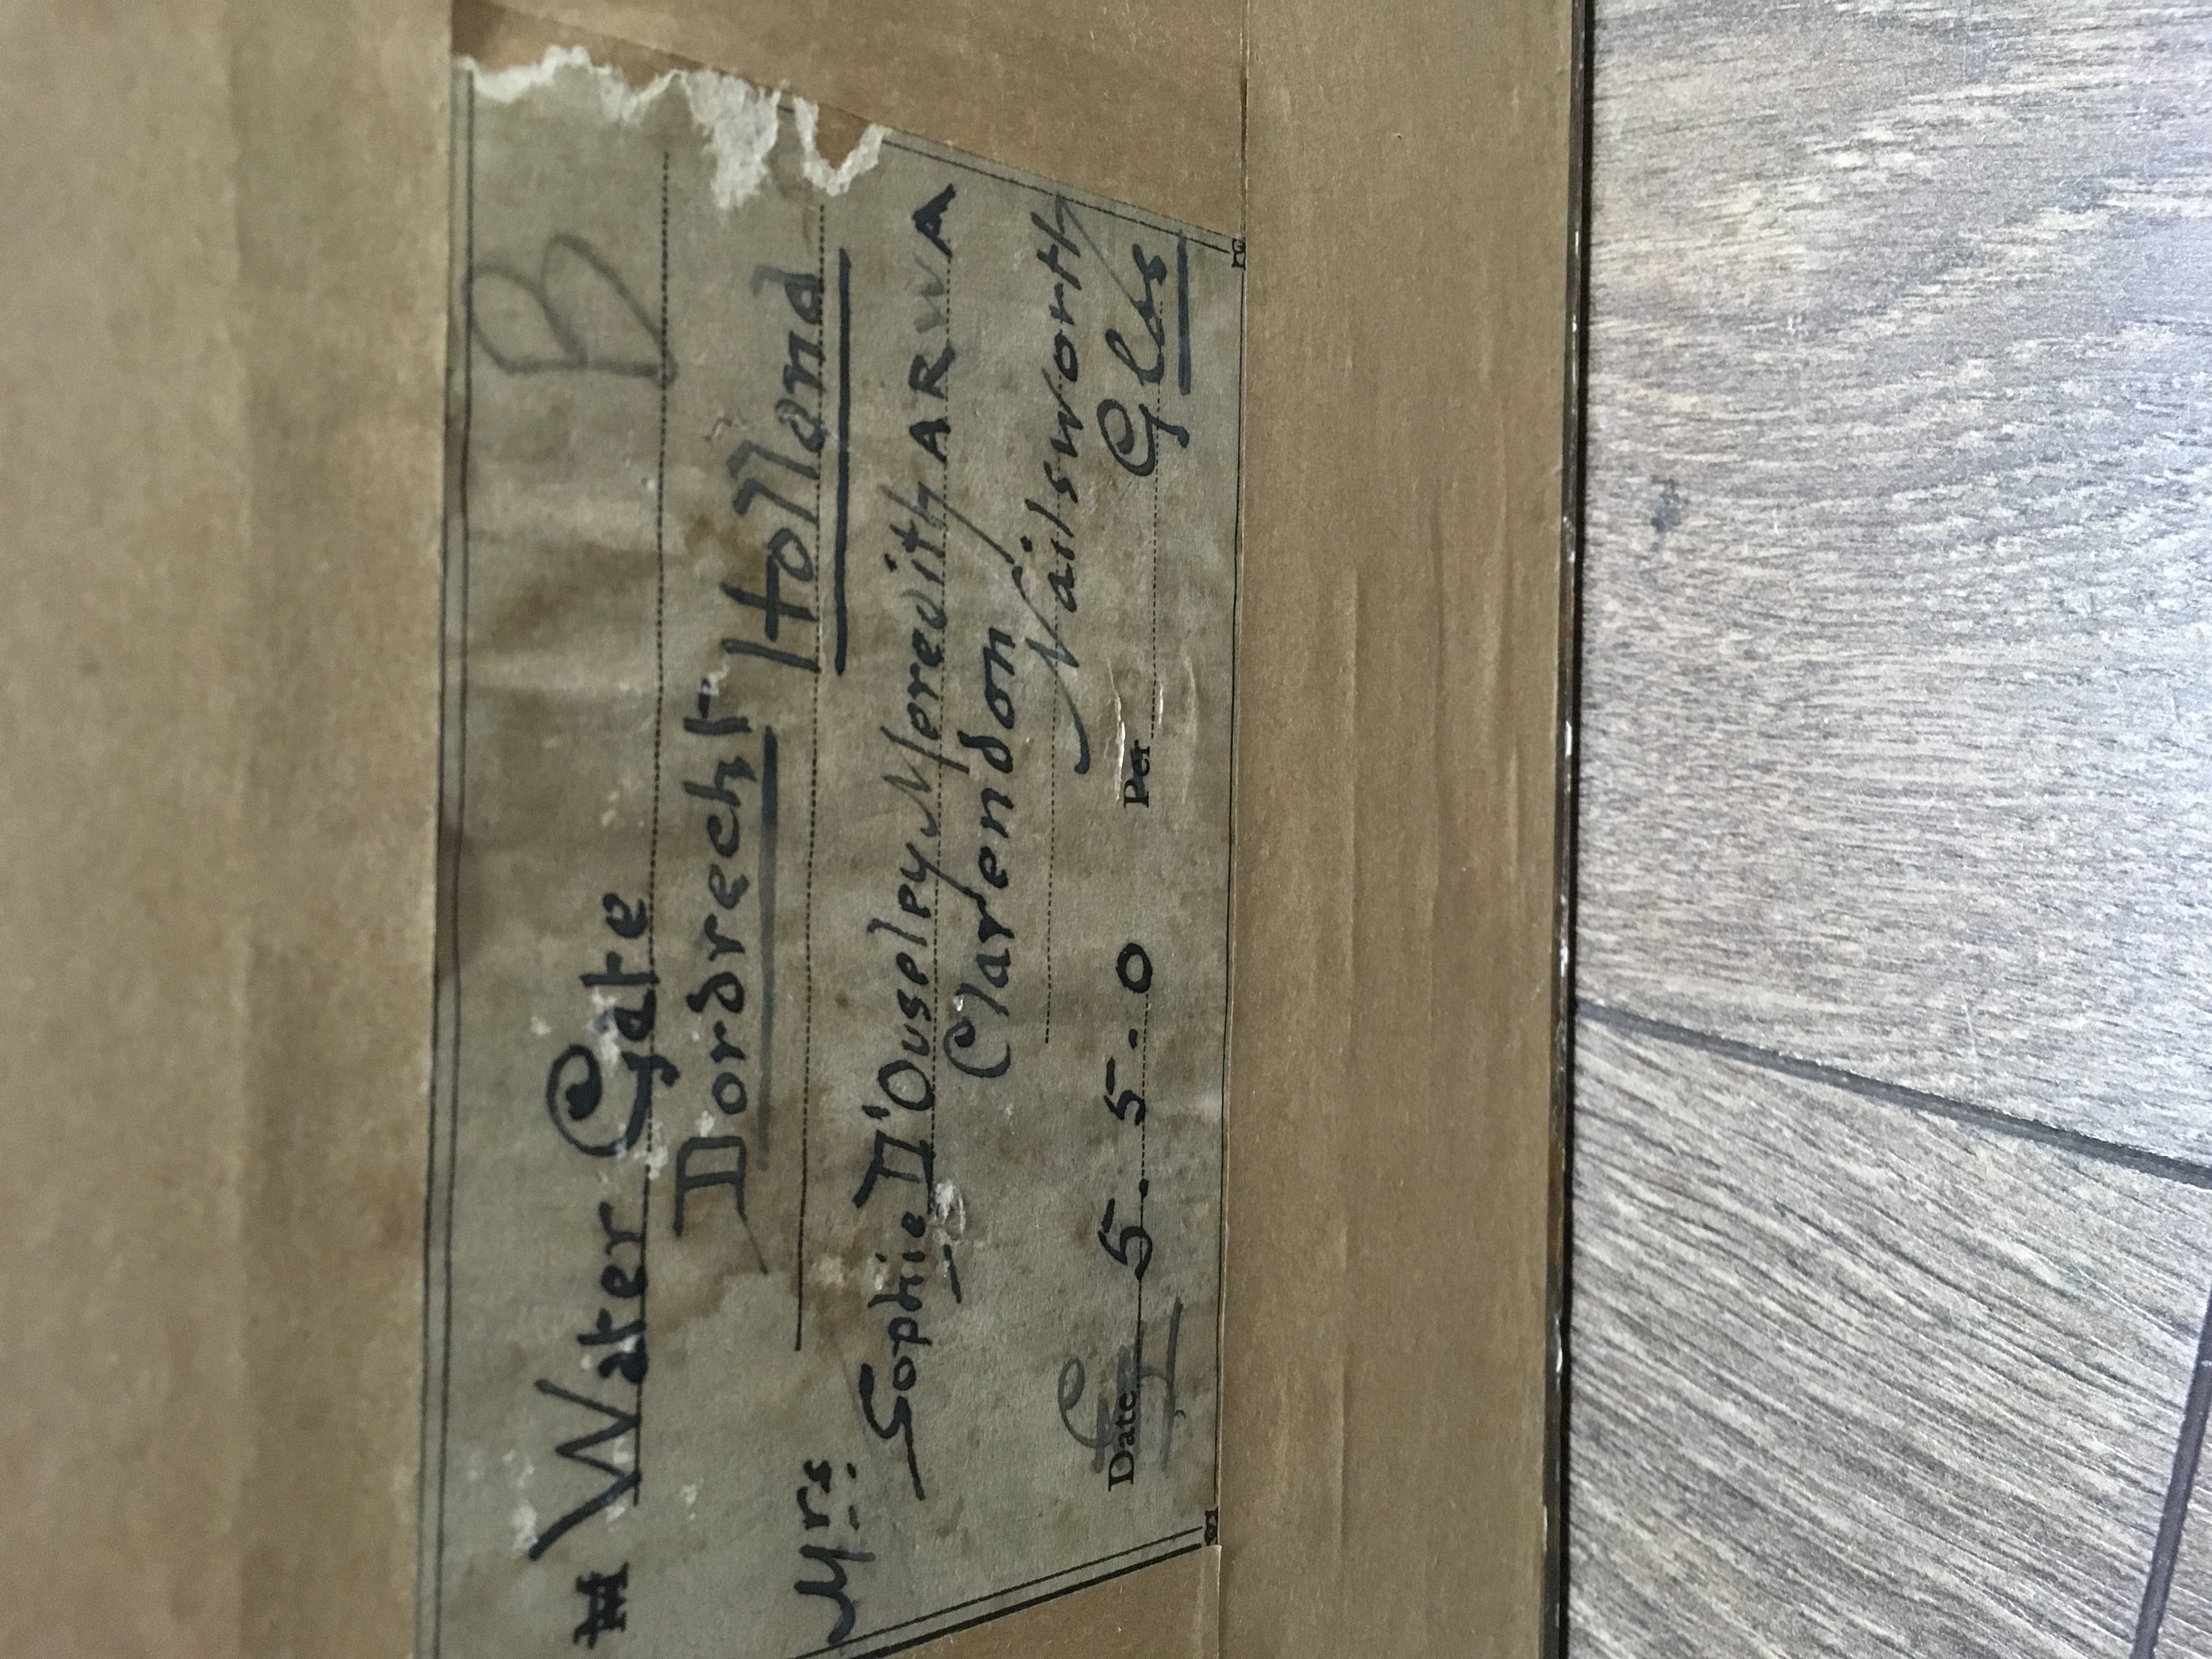 B
Water Gate
Dordrecht
Holland
Mrs.
Sophie D'Ouseley Meredith ARWA
Clarendon
Nailsworth
Glos
Date £ 5.5.0 Per